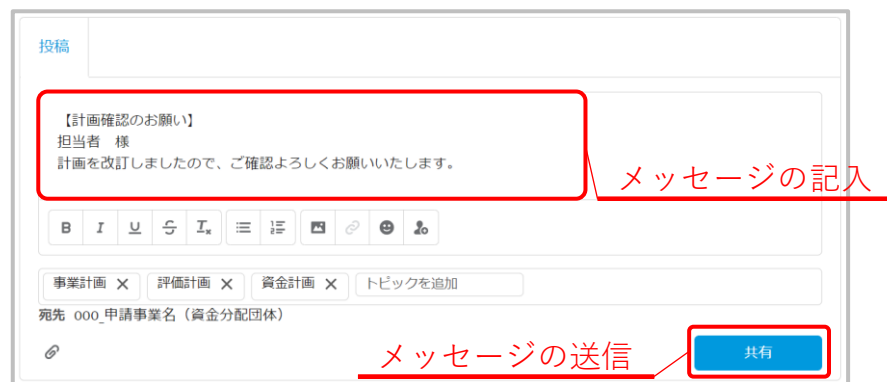 投稿
【計画確認のお願い】
担当者　様
計画を改訂しましたので、ご確認よろしくお願いいたします。
メッセージの記入
B I U S Tx
事業計画 × 評価計画 × 資金計画 × トピックを追加
宛先 000_申請事業名（資金分配団体）
メッセージの送信
共有